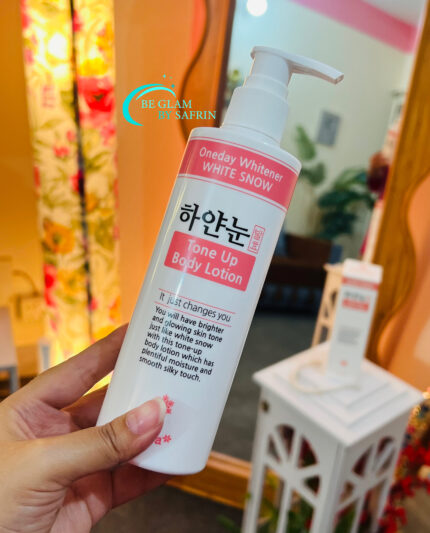 BE GLAM
BY SAFRIN
Oneday Whitener
WHITE SNOW
하얀눈
Tone Up
Body Lotion
It just changes you
You will have brighter
and glowing skin tone
just like white snow
with this tone-up
body lotion which has
plentiful moisture and
smooth silky touch.